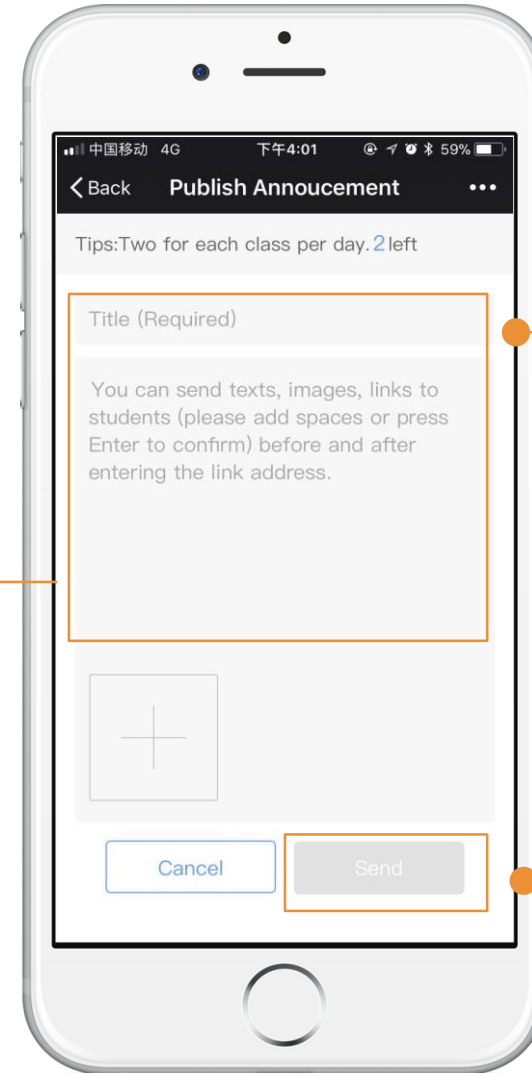 中国移动 4G 下午4:01 59%
Back Publish Annoucement
Tips:Two for each class per day. 2 left
Title (Required)
You can send texts, images, links to
students (please add spaces or press
Enter to confirm) before and after
entering the link address.
Cancel Send